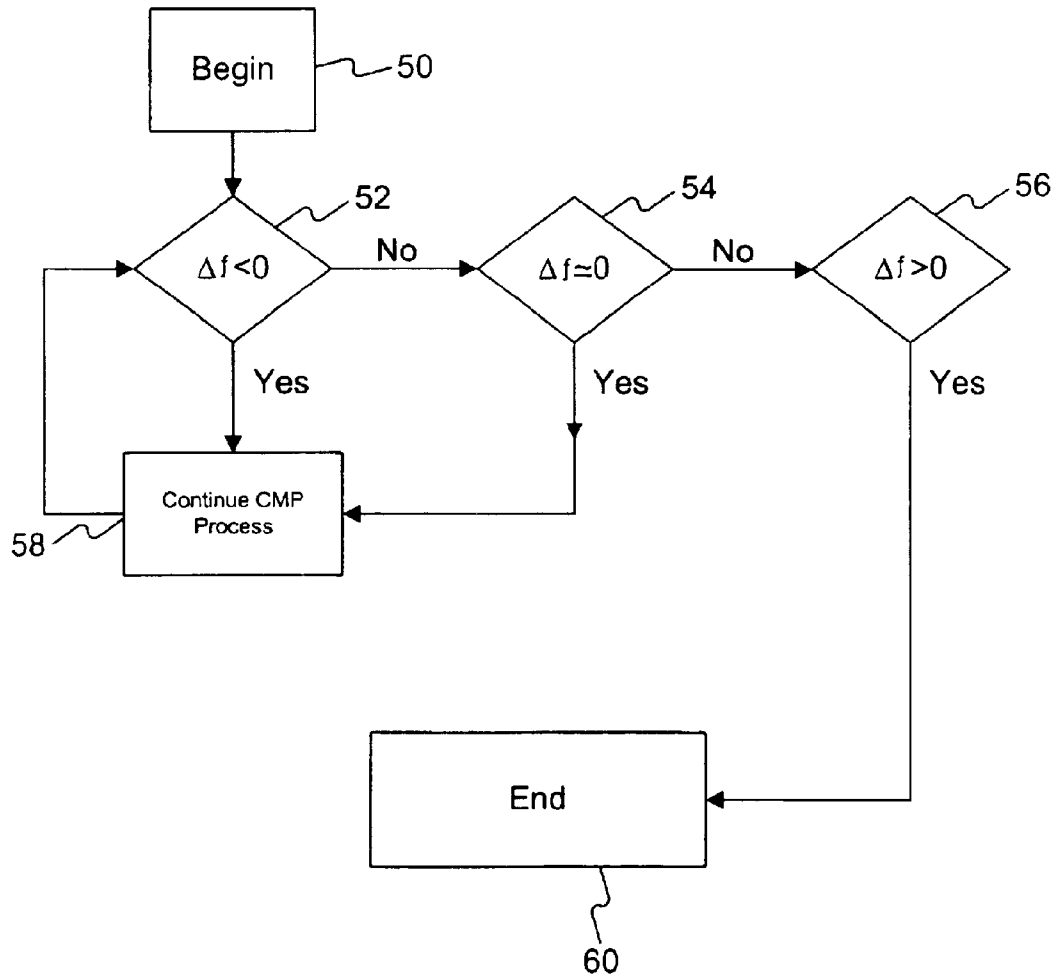 Begin
50
52
54
56
Δf<0
No
Δf≃0
No
Δf>0
Yes
Yes
Yes
Continue CMP
Process
58
End
60